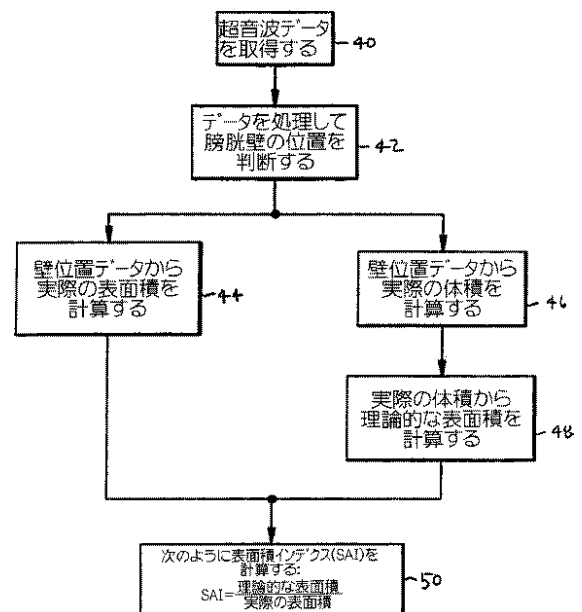 超音波データ
を取得する
40
データを処理して
膀胱壁の位置を
判断する
42
壁位置データから
実際の表面積を
計算する
44
壁位置データから
実際の体積を
計算する
46
実際の体積から
理論的な表面積を
計算する
48
次のように表面積インデクス(SAI)を
計算する:
SAI=理論的な表面積
実際の表面積
50